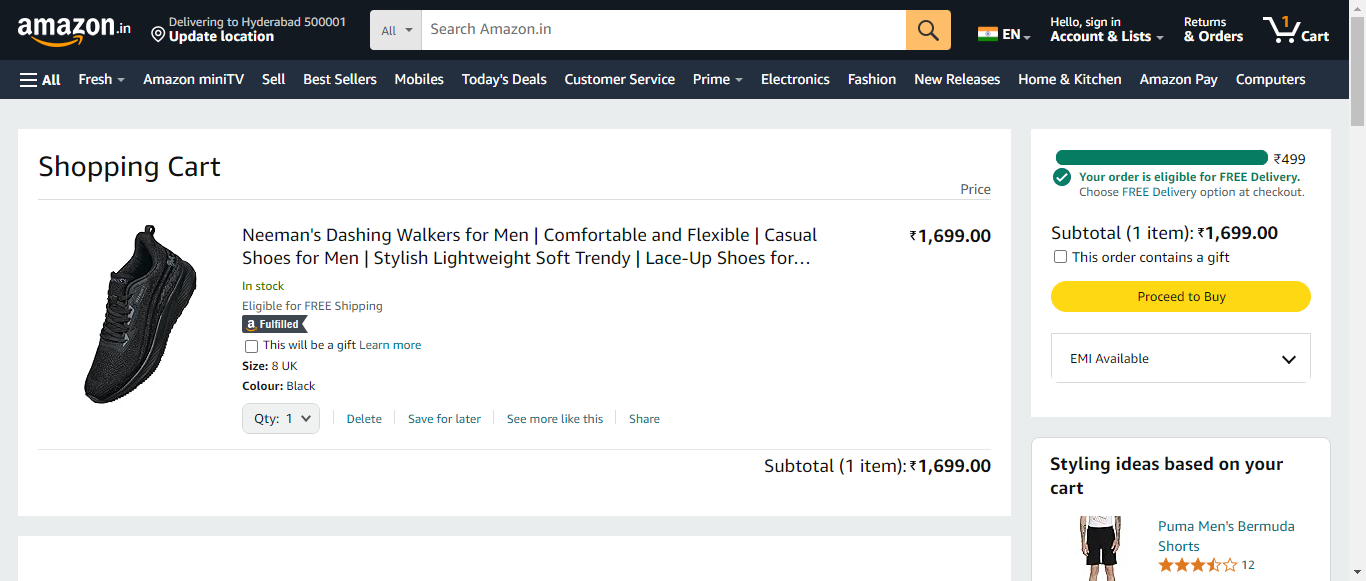 amazon.in
Delivering to Hyderabad 500001
Update location
All
Search Amazon.in
EN
Hello, sign in
Account & Lists
Returns
& Orders
1
Cart
All
Fresh
Amazon miniTV
Sell
Best Sellers
Mobiles
Today's Deals
Customer Service
Prime
Electronics
Fashion
New Releases
Home & Kitchen
Amazon Pay
Computers
Shopping Cart
Price
Neeman's Dashing Walkers for Men | Comfortable and Flexible | Casual
Shoes for Men | Stylish Lightweight Soft Trendy | Lace-Up Shoes for…
₹1,699.00
In stock
Eligible for FREE Shipping
a Fulfilled
This will be a gift Learn more
Size: 8 UK
Colour: Black
Qty: 1
Delete
Save for later
See more like this
Share
Subtotal (1 item): ₹1,699.00
₹499
Your order is eligible for FREE Delivery.
Choose FREE Delivery option at checkout.
Subtotal (1 item): ₹1,699.00
This order contains a gift
Proceed to Buy
EMI Available
Styling ideas based on your
cart
Puma Men's Bermuda
Shorts
12